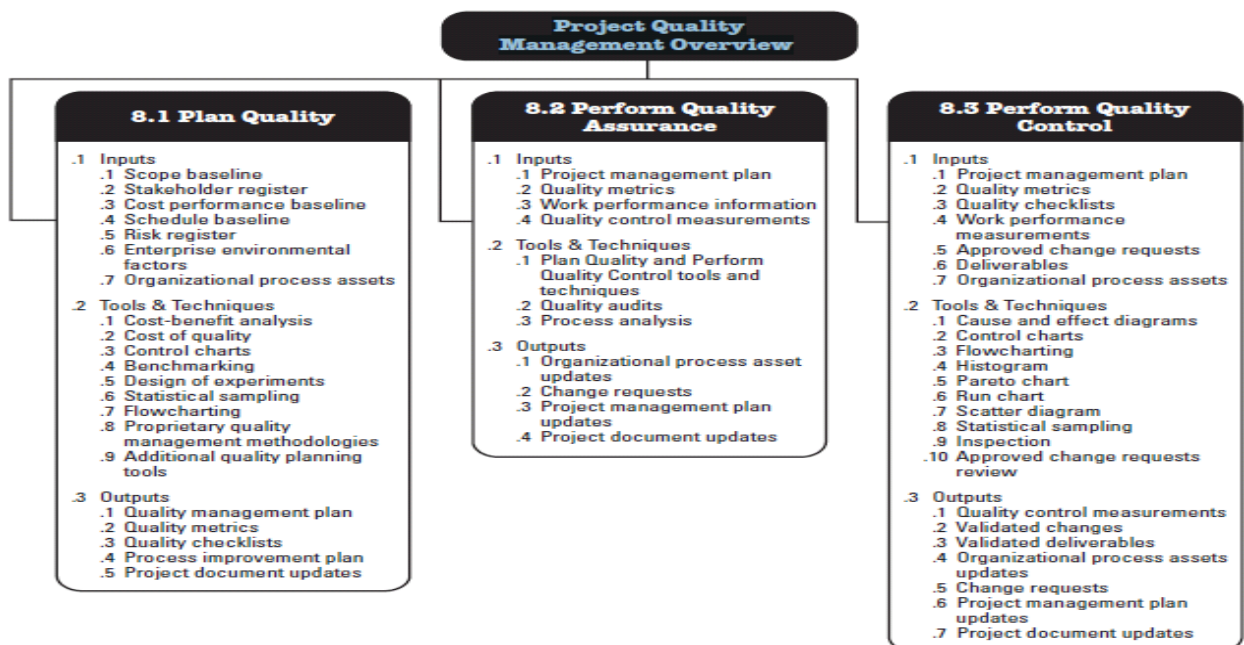 Project Quality
Management Overview
8.1 Plan Quality
.1 Inputs
.1 Scope baseline
.2 Stakeholder register
.3 Cost performance baseline
.4 Schedule baseline
.5 Risk register
.6 Enterprise environmental
factors
.7 Organizational process assets
.2 Tools & Techniques
.1 Cost-benefit analysis
.2 Cost of quality
.3 Control charts
.4 Benchmarking
.5 Design of experiments
.6 Statistical sampling
.7 Flowcharting
.8 Proprietary quality
management methodologies
.9 Additional quality planning
tools
.3 Outputs
.1 Quality management plan
.2 Quality metrics
.3 Quality checklists
.4 Process improvement plan
.5 Project document updates
8.2 Perform Quality
Assurance
.1 Inputs
.1 Project management plan
.2 Quality metrics
.3 Work performance information
.4 Quality control measurements
.2 Tools & Techniques
.1 Plan Quality and Perform
Quality Control tools and
techniques
.2 Quality audits
.3 Process analysis
.3 Outputs
.1 Organizational process asset
updates
.2 Change requests
.3 Project management plan
updates
.4 Project document updates
8.3 Perform Quality
Control
.1 Inputs
.1 Project management plan
.2 Quality metrics
.3 Quality checklists
.4 Work performance
measurements
.5 Approved change requests
.6 Deliverables
.7 Organizational process assets
.2 Tools & Techniques
.1 Cause and effect diagrams
.2 Control charts
.3 Flowcharting
.4 Histogram
.5 Pareto chart
.6 Run chart
.7 Scatter diagram
.8 Statistical sampling
.9 Inspection
.10 Approved change requests
review
.3 Outputs
.1 Quality control measurements
.2 Validated changes
.3 Validated deliverables
.4 Organizational process assets
updates
.5 Change requests
.6 Project management plan
updates
.7 Project document updates